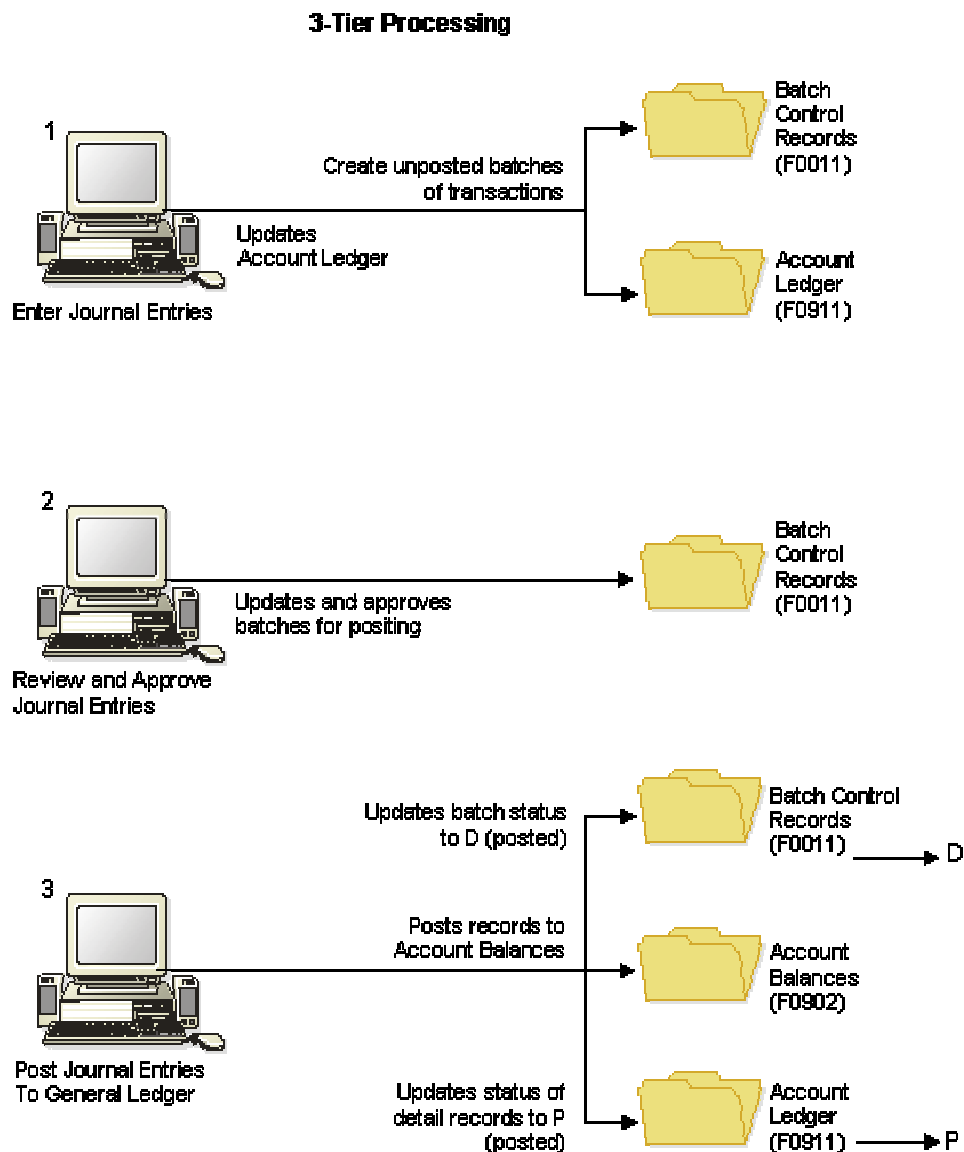 3-Tier Processing
1
Create unposted batches
of transactions
Updates
Account Ledger
Enter Journal Entries
Batch
Control
Records
(F0011)
Account
Ledger
(F0911)
2
Updates and approves
batches for positing
Review and Approve
Journal Entries
Batch
Control
Records
(F0011)
3
Updates batch status
to D (posted)
Posts records to
Account Balances
Updates status of
detail records to P
(posted)
Post Journal Entries
To General Ledger
Batch Control
Records
(F0011)
D
Account
Balances
(F0902)
Account
Ledger
(F0911)
P